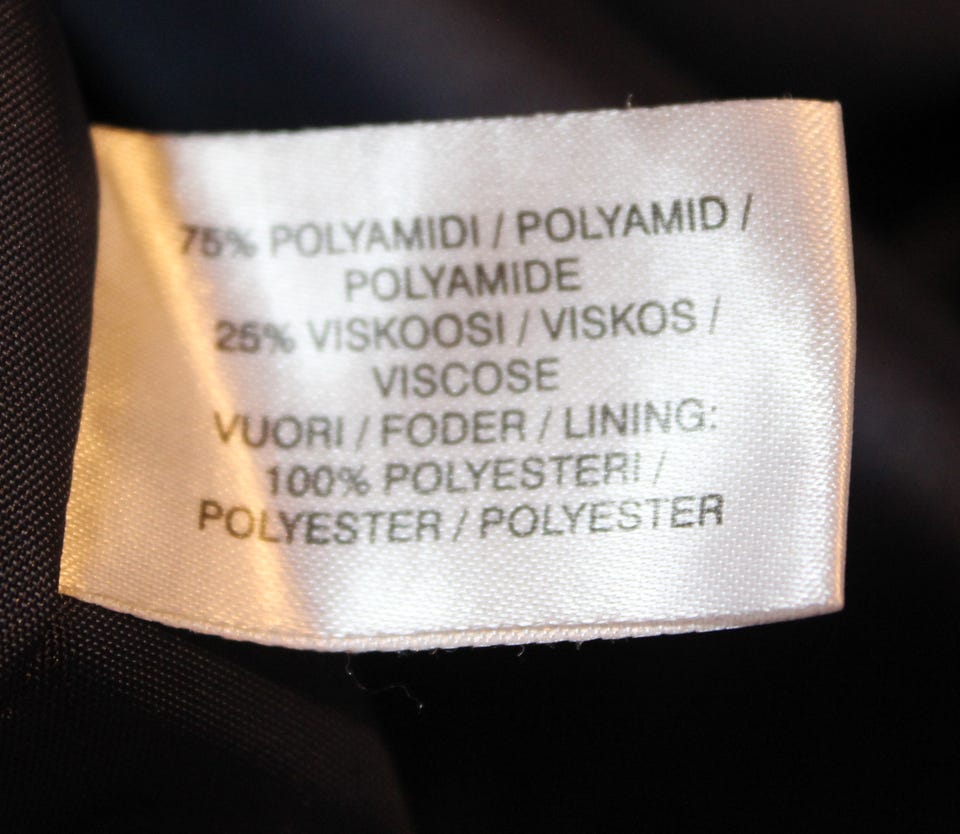 75% POLYAMIDI / POLYAMID /
POLYAMIDE
25% VISKOOSI / VISKOS /
VISCOSE
VUORI / FODER / LINING:
100% POLYESTERI /
POLYESTER / POLYESTER